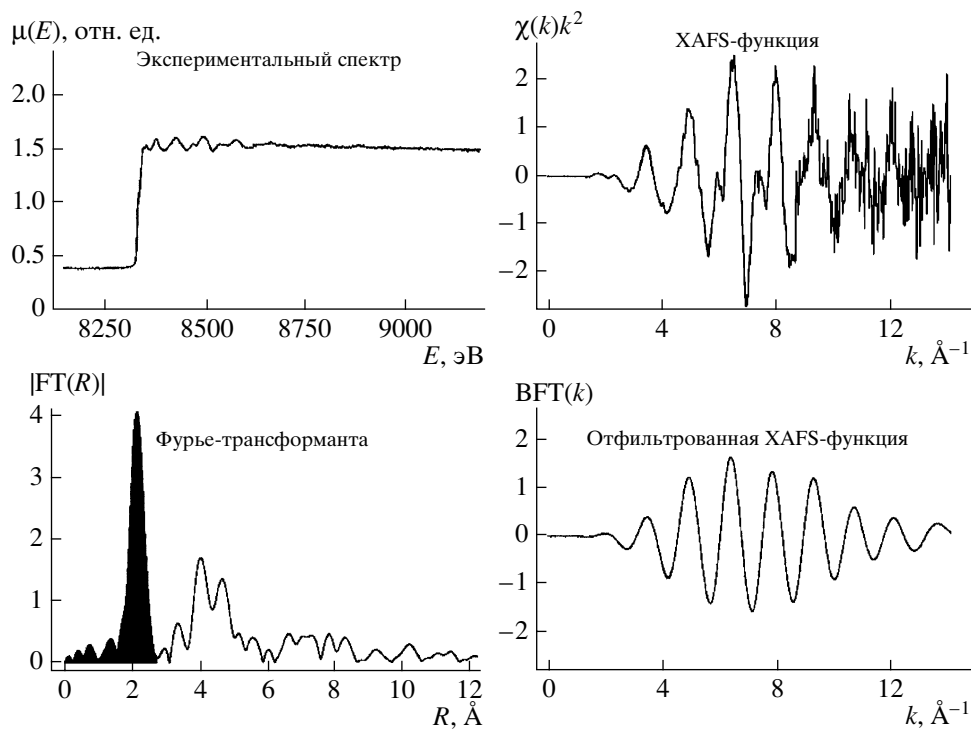 μ(E), отн. ед.
Экспериментальный спектр
2.0
1.5
1.0
0.5
0
8250 8500 8750 9000
E, эВ
χ(k)k²
XAFS-функция
2
1
0
−1
−2
0 4 8 12
k, Å⁻¹
|FT(R)|
Фурье-трансформанта
4
3
2
1
0
0 2 4 6 8 10 12
R, Å
BFT(k)
Отфильтрованная XAFS-функция
2
1
0
−1
−2
0 4 8 12
k, Å⁻¹